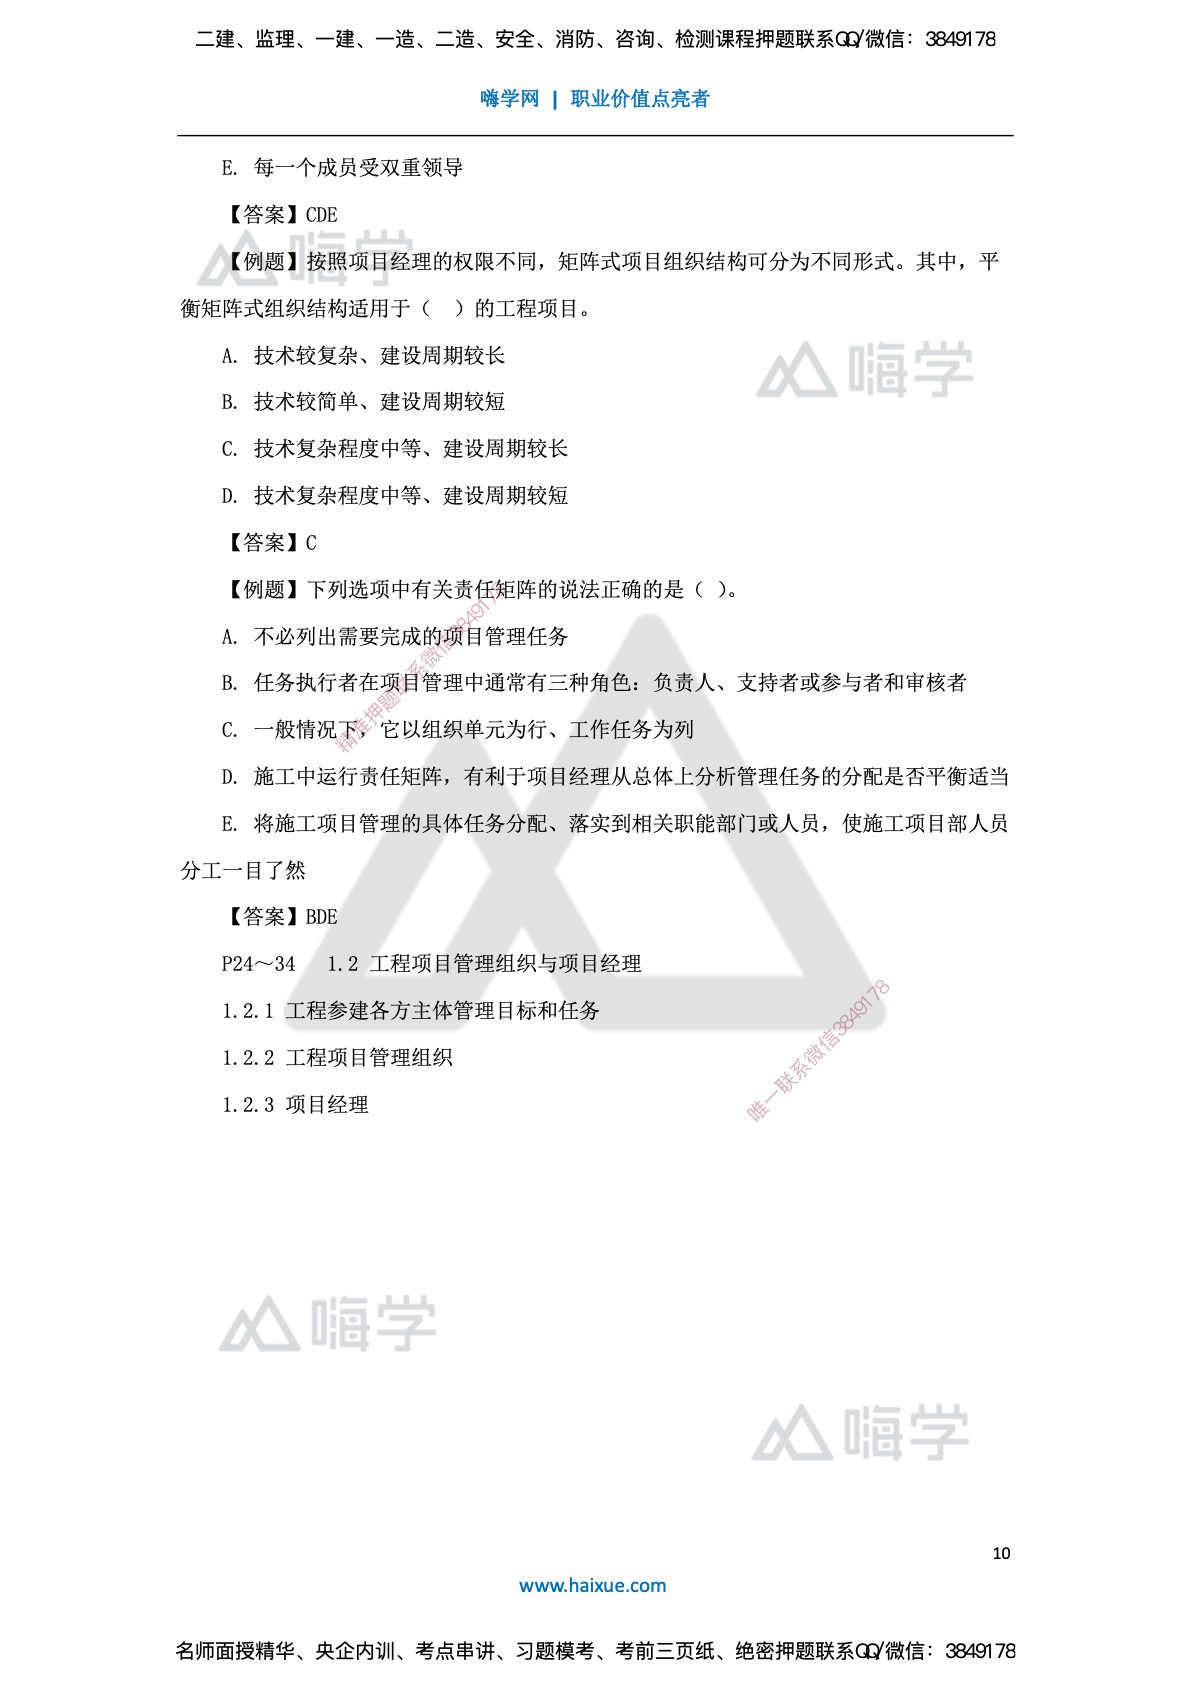 二建、监理、一建、一造、二造、安全、消防、咨询、检测课程押题联系QQ/微信：3849178
嗨学网 | 职业价值点亮者
E. 每一个成员受双重领导
【答案】CDE
嗨学
【例题】按照项目经理的权限不同，矩阵式项目组织结构可分为不同形式。其中，平
衡矩阵式组织结构适用于（ ）的工程项目。
A. 技术较复杂、建设周期较长
嗨学
B. 技术较简单、建设周期较短
C. 技术复杂程度中等、建设周期较长
D. 技术复杂程度中等、建设周期较短
【答案】C
【例题】下列选项中有关责任矩阵的说法正确的是（ ）。
A. 不必列出需要完成的项目管理任务
B. 任务执行者在项目管理中通常有三种角色：负责人、支持者或参与者和审核者
精准押题联系微信3849178
C. 一般情况下，它以组织单元为行、工作任务为列
D. 施工中运行责任矩阵，有利于项目经理从总体上分析管理任务的分配是否平衡适当
E. 将施工项目管理的具体任务分配、落实到相关职能部门或人员，使施工项目部人员
分工一目了然
【答案】BDE
P24～34 1.2 工程项目管理组织与项目经理
1.2.1 工程参建各方主体管理目标和任务
1.2.2 工程项目管理组织
唯一联系微信3849178
1.2.3 项目经理
嗨学
嗨学
10
www.haixue.com
名师面授精华、央企内训、考点串讲、习题模考、考前三页纸、绝密押题联系QQ/微信：3849178